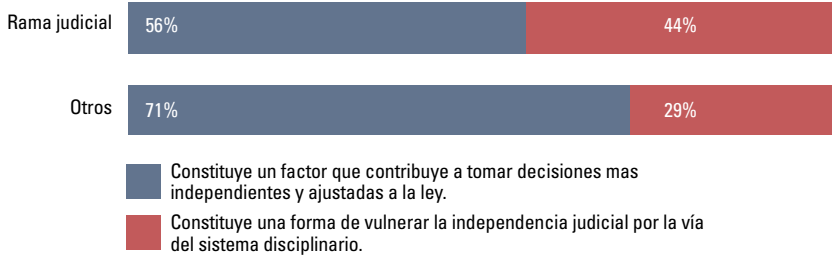 Rama judicial 56% 44%
Otros 71% 29%
Constituye un factor que contribuye a tomar decisiones mas
independientes y ajustadas a la ley.
Constituye una forma de vulnerar la independencia judicial por la vía
del sistema disciplinario.